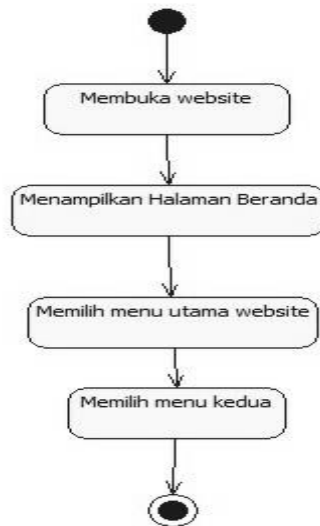 Membuka website
Menampilkan Halaman Beranda
Memilih menu utama website
Memilih menu kedua